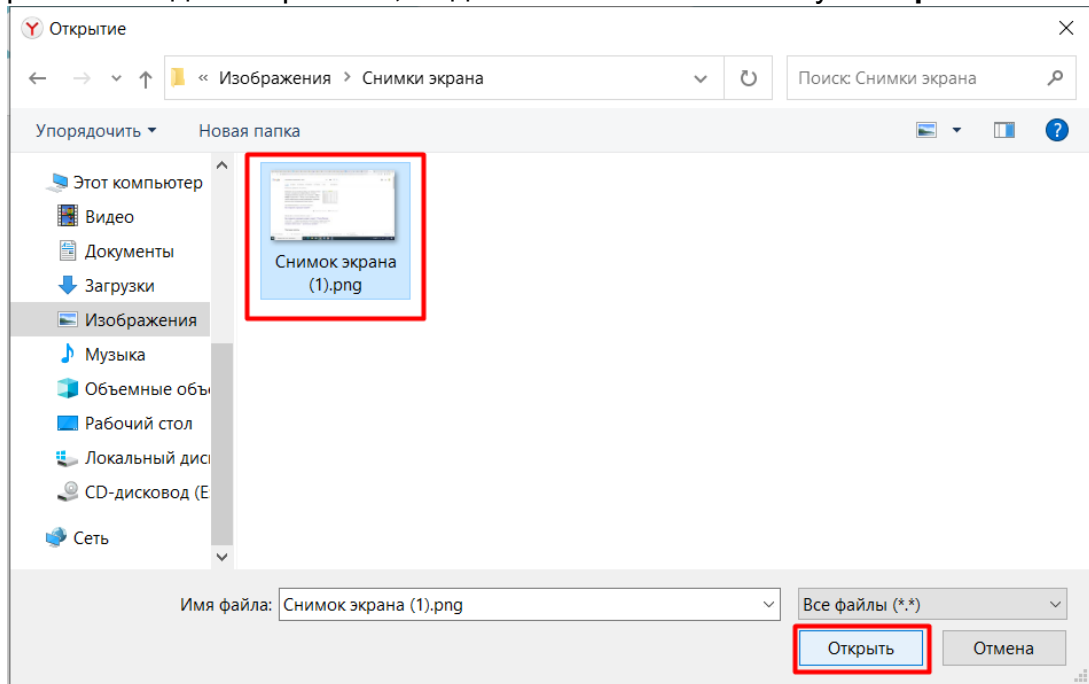 Открытие
« Изображения > Снимки экрана
Поиск: Снимки экрана
Упорядочить
Новая папка
Этот компьютер
Видео
Документы
Загрузки
Изображения
Музыка
Объемные объ
Рабочий стол
Локальный дис
CD-дисковод (E
Сеть
Снимок экрана
(1).png
Имя файла: Снимок экрана (1).png
Все файлы (*.*)
Открыть
Отмена